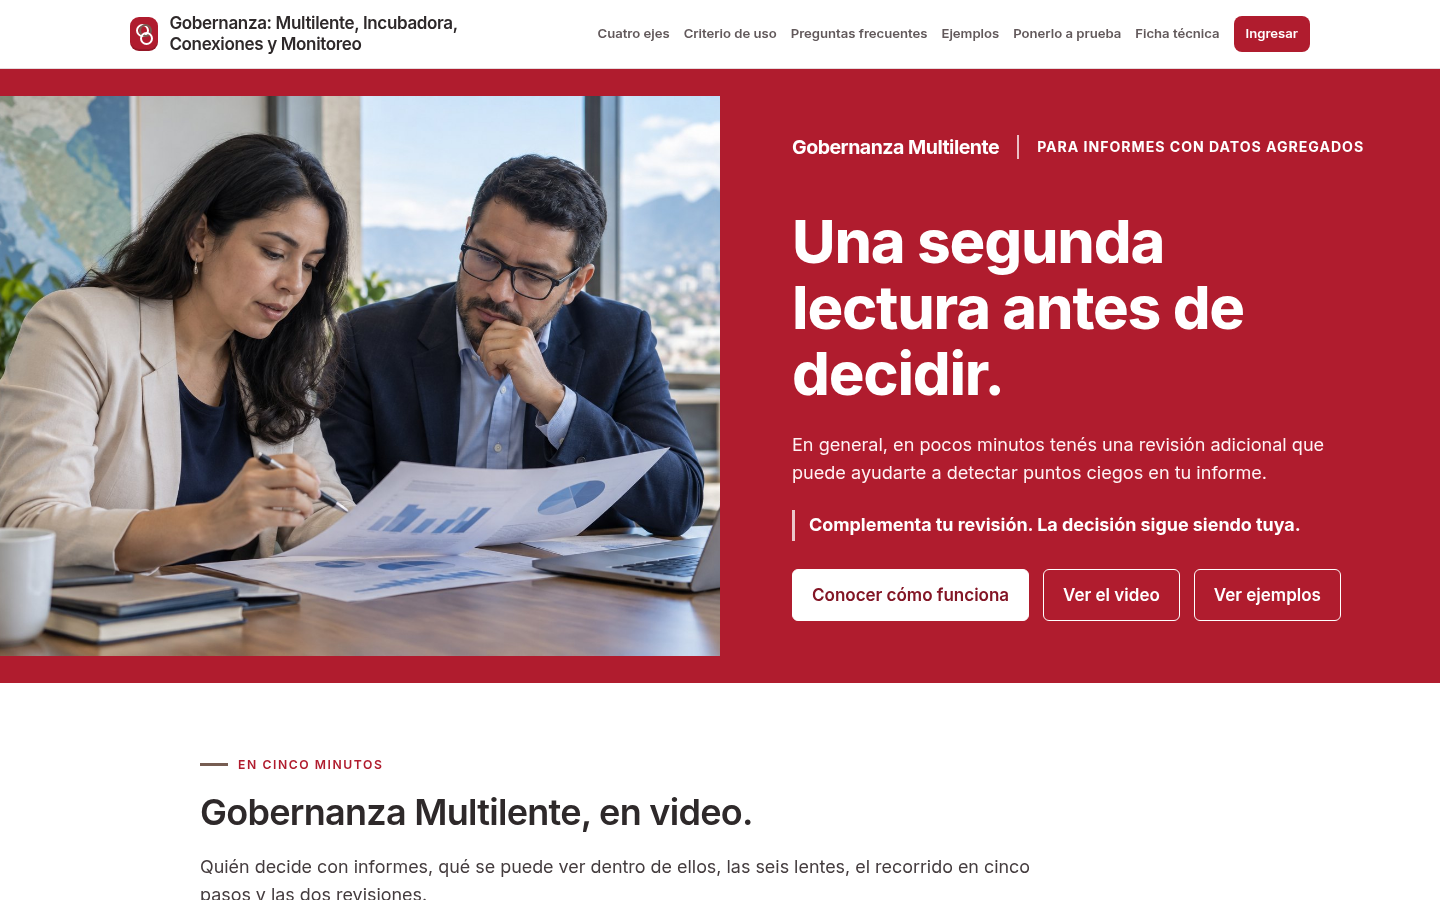 Gobernanza: Multilente, Incubadora,
Conexiones y Monitoreo
Cuatro ejes
Criterio de uso
Preguntas frecuentes
Ejemplos
Ponerlo a prueba
Ficha técnica
Ingresar
Gobernanza Multilente
PARA INFORMES CON DATOS AGREGADOS
Una segunda
lectura antes de
decidir.
En general, en pocos minutos tenés una revisión adicional que
puede ayudarte a detectar puntos ciegos en tu informe.
Complementa tu revisión. La decisión sigue siendo tuya.
Conocer cómo funciona
Ver el video
Ver ejemplos
EN CINCO MINUTOS
Gobernanza Multilente, en video.
Quién decide con informes, qué se puede ver dentro de ellos, las seis lentes, el recorrido en cinco
pasos y las dos revisiones.